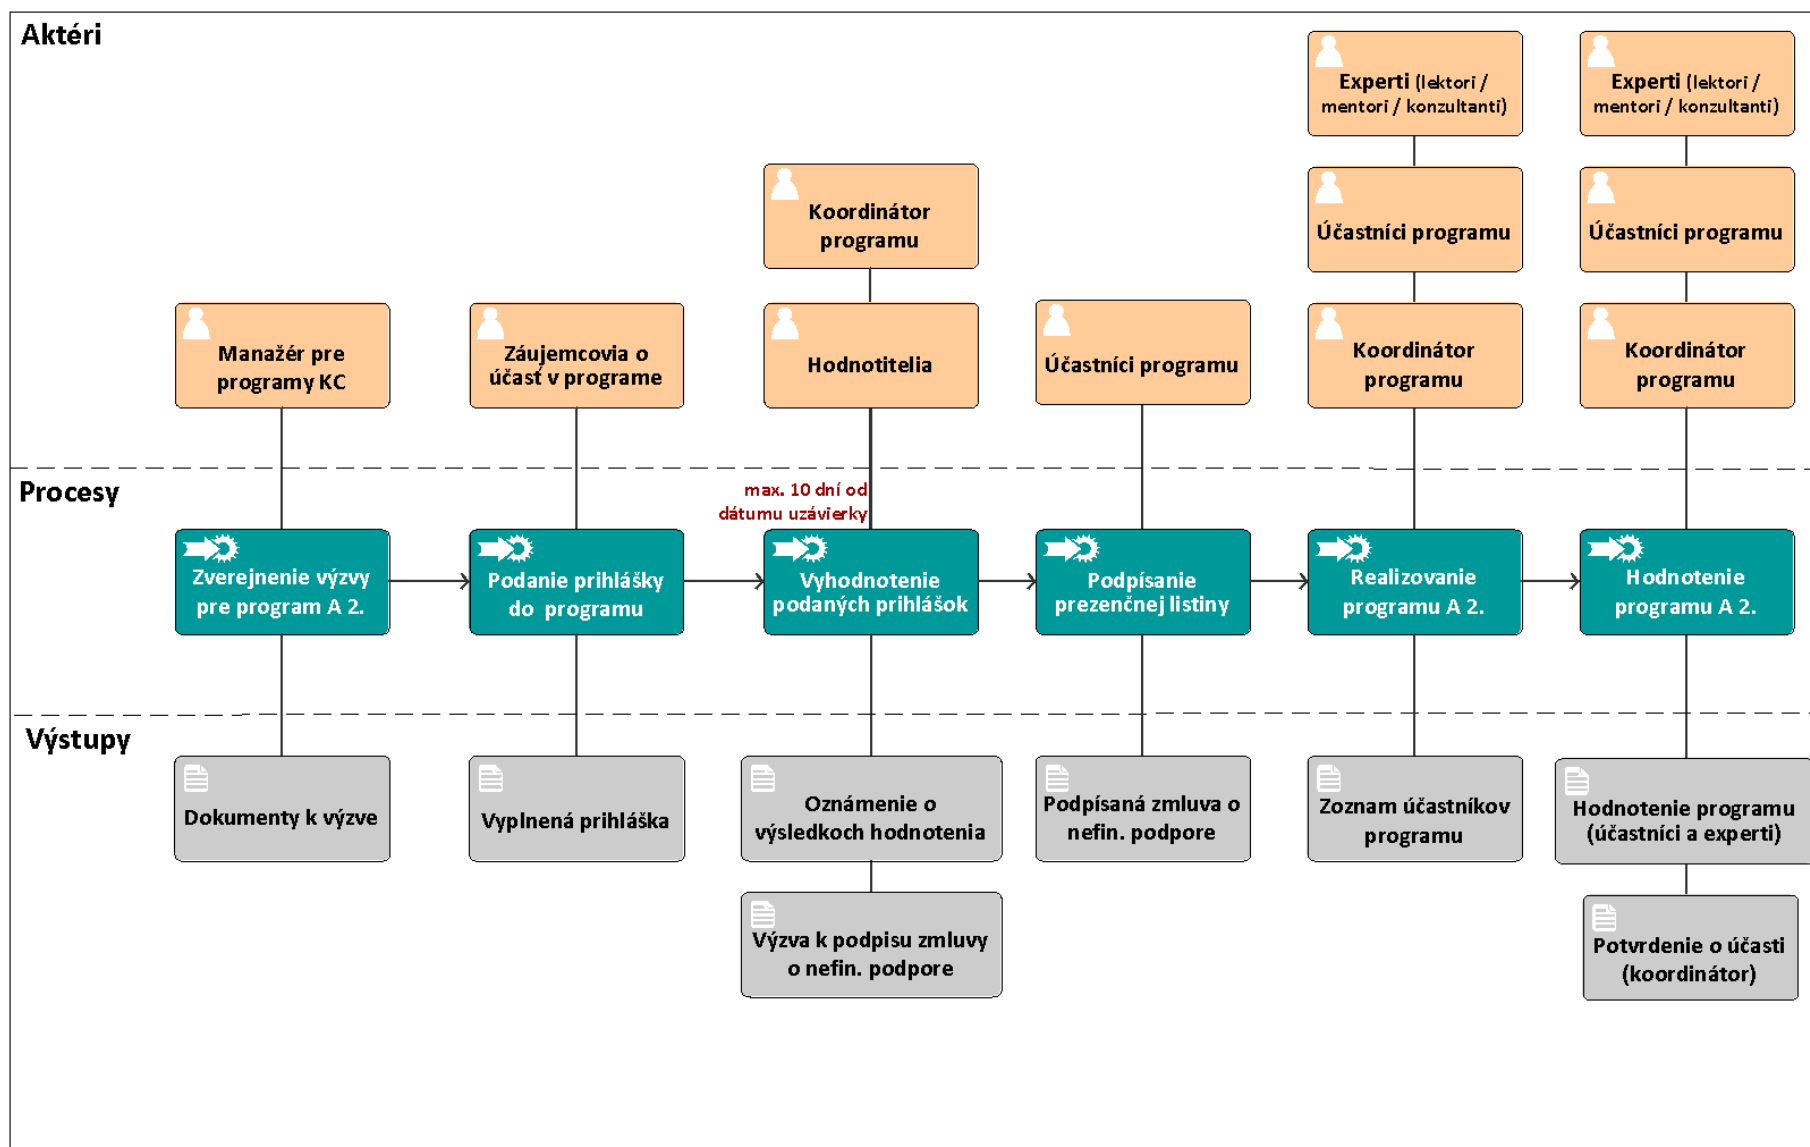 Aktéri
Experti (lektori /
mentori / konzultanti)
Experti (lektori /
mentori / konzultanti)
Koordinátor
programu
Účastníci programu
Účastníci programu
Manažér pre
programy KC
Záujemcovia o
účasť v programe
Hodnotitelia
Účastníci programu
Koordinátor
programu
Koordinátor
programu
Procesy
max. 10 dní od
dátumu uzávierky
Zverejnenie výzvy
pre program A 2.
Podanie prihlášky
do programu
Vyhodnotenie
podaných prihlášok
Podpísanie
prezenčnej listiny
Realizovanie
programu A 2.
Hodnotenie
programu A 2.
Výstupy
Dokumenty k výzve
Vyplnená prihláška
Oznámenie o
výsledkoch hodnotenia
Podpísaná zmluva o
nefin. podpore
Zoznam účastníkov
programu
Hodnotenie programu
(účastníci a experti)
Výzva k podpisu zmluvy
o nefin. podpore
Potvrdenie o účasti
(koordinátor)